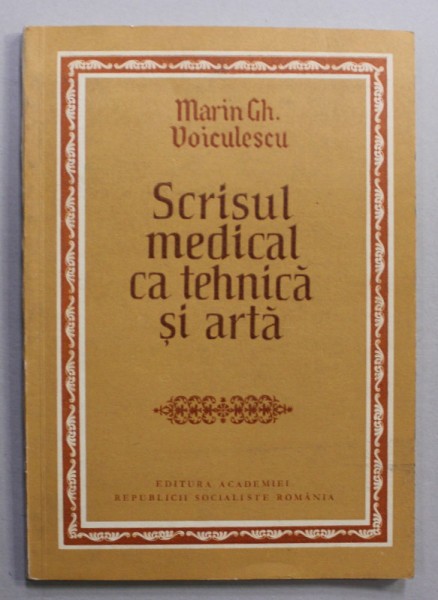 Marin Gh.
Voiculescu
Scrisul
medical
ca tehnică
și artă
EDITURA ACADEMIEI
REPUBLICII SOCIALISTE ROMÂNIA